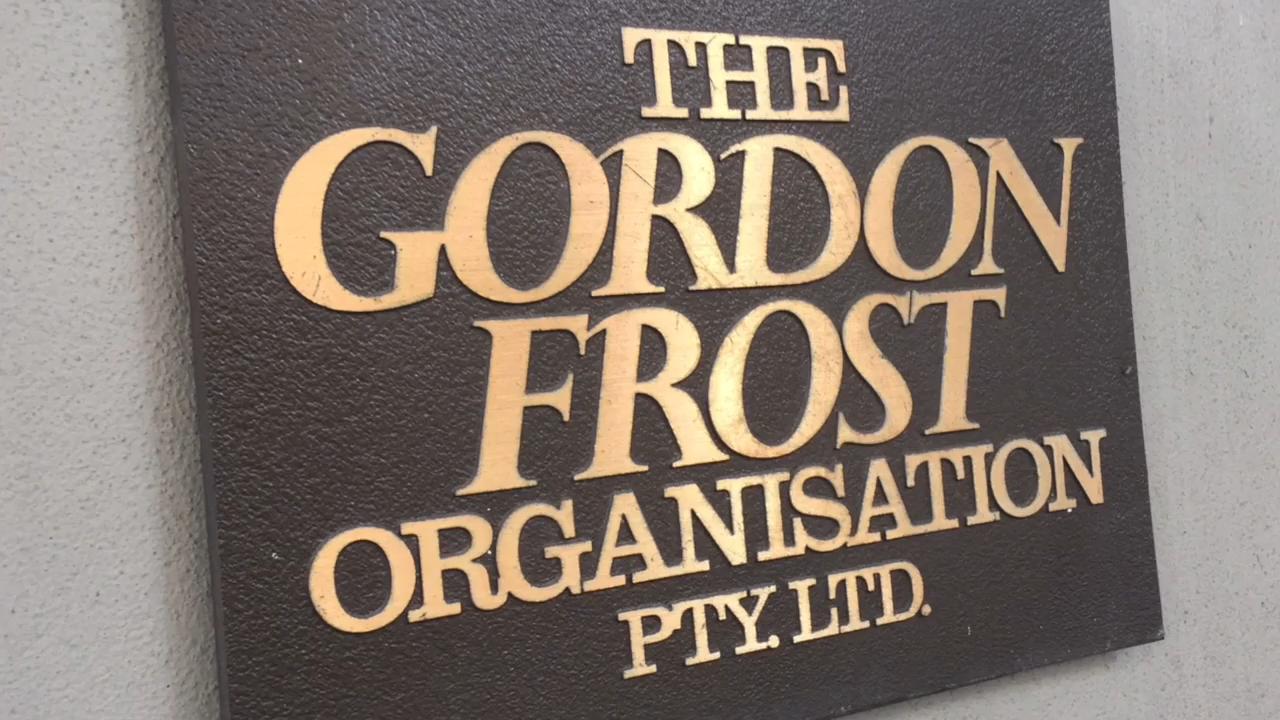 THE
GORDON
FROST
ORGANISATION
PTY. LTD.